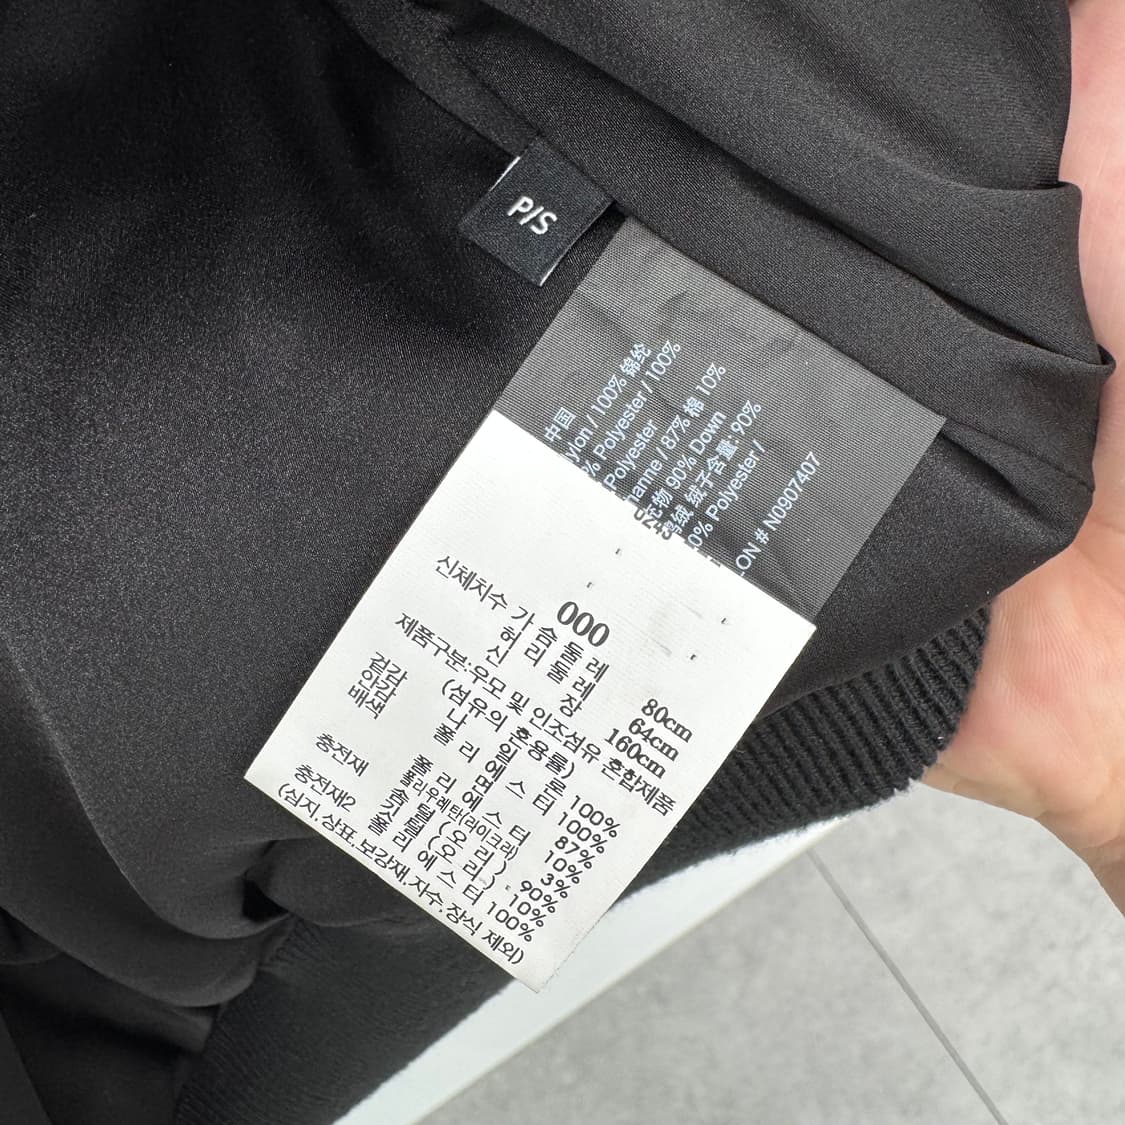 P/S
中国
/ 100% 锦纶
% Polyester / 100%
Polyester
/ 87% 棉 10%
充物 90% Down
鸭绒 绒子含量: 90%
0% Polyester /
# N0907407
000
신체치수 가슴둘레 80cm
허리둘레 64cm
신장 160cm
제품구분:우모 및 인조섬유 혼합제품
(섬유의 혼용률)
겉감 나일론 100%
안감 폴리에스터 100%
배색 폴리에스터 87%
면 10%
폴리우레탄(라이크라) 3%
충전재 솜털(오리) 90%
깃털(오리) 10%
충전재2 폴리에스터 100%
(심지,상표,보강재,자수,장식 제외)